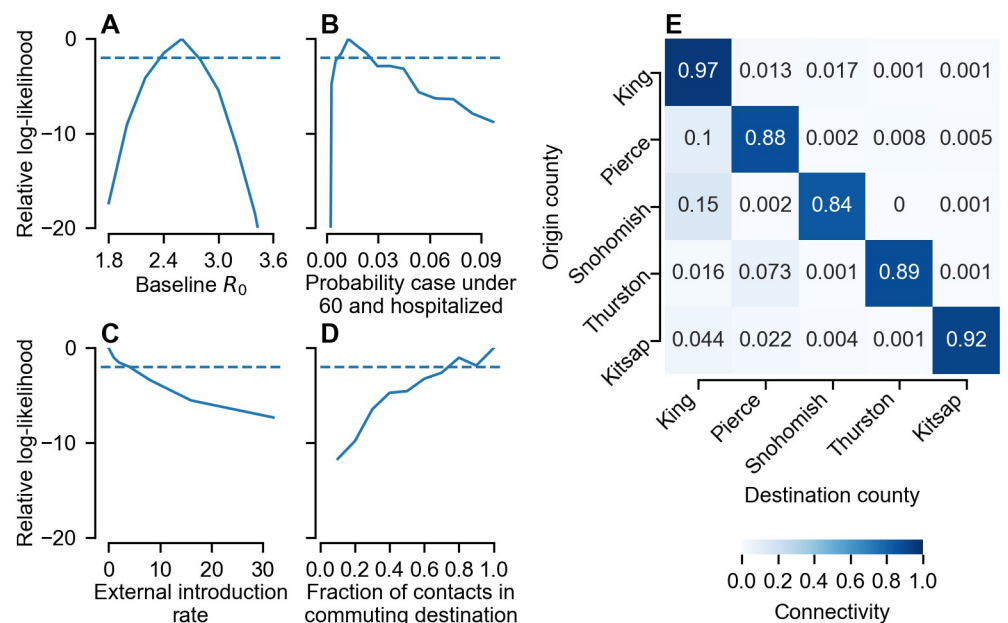 A
B
E
Relative log-likelihood
0
−10
−20
1.8 2.4 3.0 3.6
Baseline R0
0.00 0.03 0.06 0.09
Probability case under
60 and hospitalized
C
D
Relative log-likelihood
0
−10
−20
0 10 20 30
External introduction
rate
0.0 0.2 0.4 0.6 0.8 1.0
Fraction of contacts in
commuting destination
Origin county
King 0.97 0.013 0.017 0.001 0.001
Pierce 0.1 0.88 0.002 0.008 0.005
Snohomish 0.15 0.002 0.84 0 0.001
Thurston 0.016 0.073 0.001 0.89 0.001
Kitsap 0.044 0.022 0.004 0.001 0.92
King Pierce Snohomish Thurston Kitsap
Destination county
0.0 0.2 0.4 0.6 0.8 1.0
Connectivity